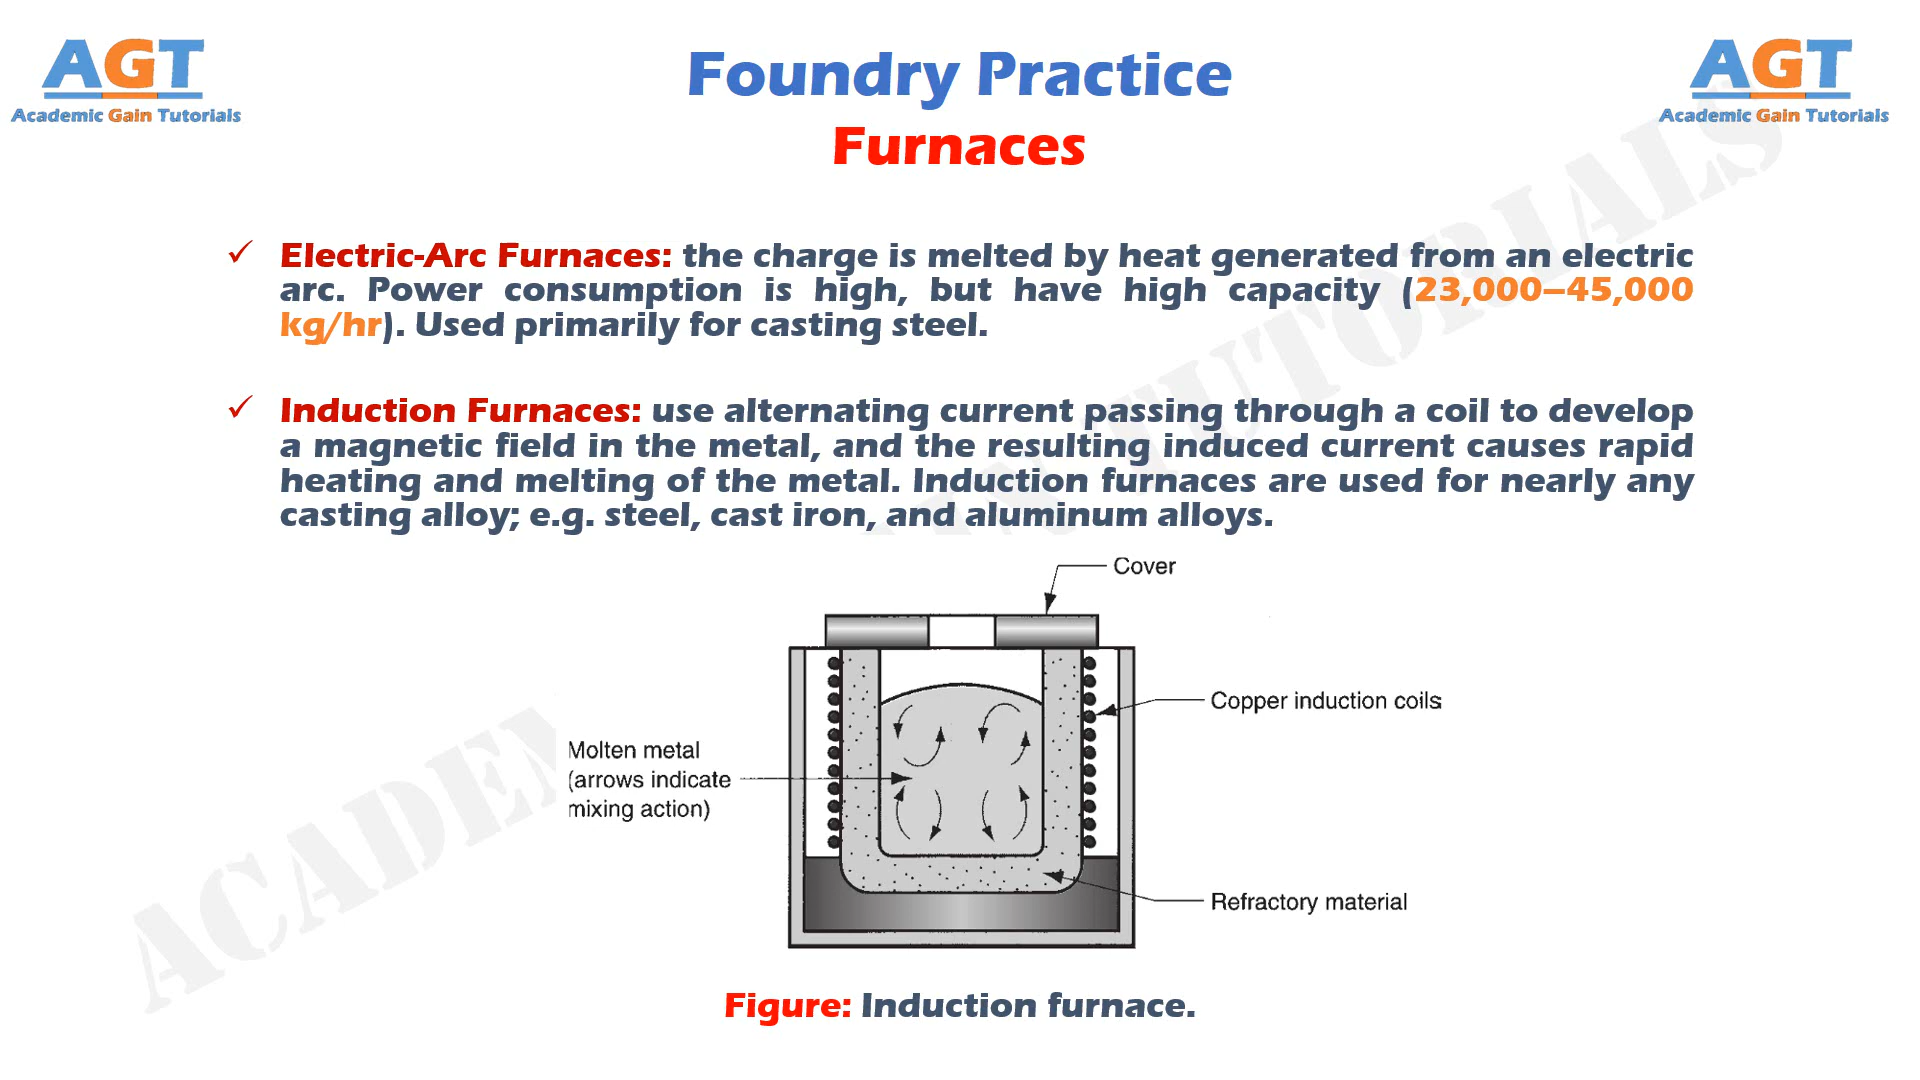 AGT
Academic Gain Tutorials
Foundry Practice
Furnaces
AGT
Academic Gain Tutorials
✓ Electric-Arc Furnaces: the charge is melted by heat generated from an electric
arc. Power consumption is high, but have high capacity (23,000–45,000
kg/hr). Used primarily for casting steel.
✓ Induction Furnaces: use alternating current passing through a coil to develop
a magnetic field in the metal, and the resulting induced current causes rapid
heating and melting of the metal. Induction furnaces are used for nearly any
casting alloy; e.g. steel, cast iron, and aluminum alloys.
Cover
Copper induction coils
Molten metal
(arrows indicate
mixing action)
Refractory material
Figure: Induction furnace.